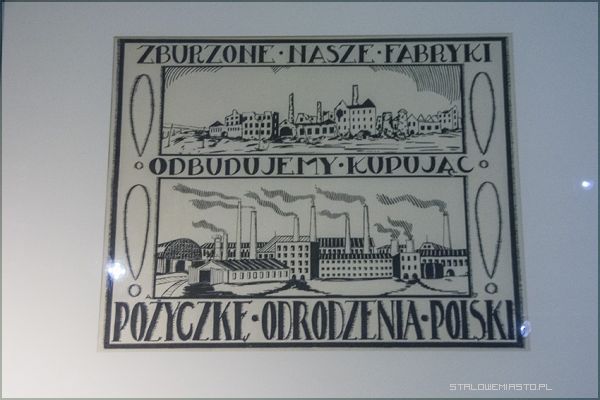 ZBURZONE · NASZE · FABRYKI
ODBUDUJEMY · KUPUJĄC
POŻYCZKĘ · ODRODZENIA · POLSKI
STALOWEMIASTO.PL